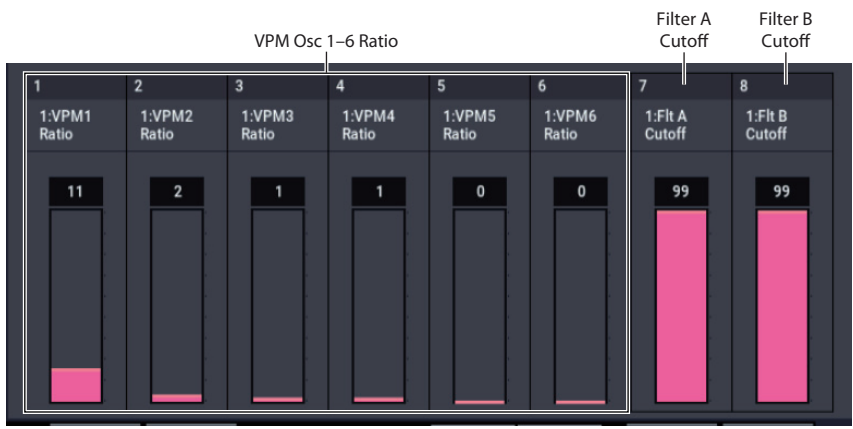 Filter A
Cutoff
Filter B
Cutoff
VPM Osc 1–6 Ratio
1
2
3
4
5
6
7
8
1:VPM1
Ratio
1:VPM2
Ratio
1:VPM3
Ratio
1:VPM4
Ratio
1:VPM5
Ratio
1:VPM6
Ratio
1:Flt A
Cutoff
1:Flt B
Cutoff
11
2
1
1
0
0
99
99